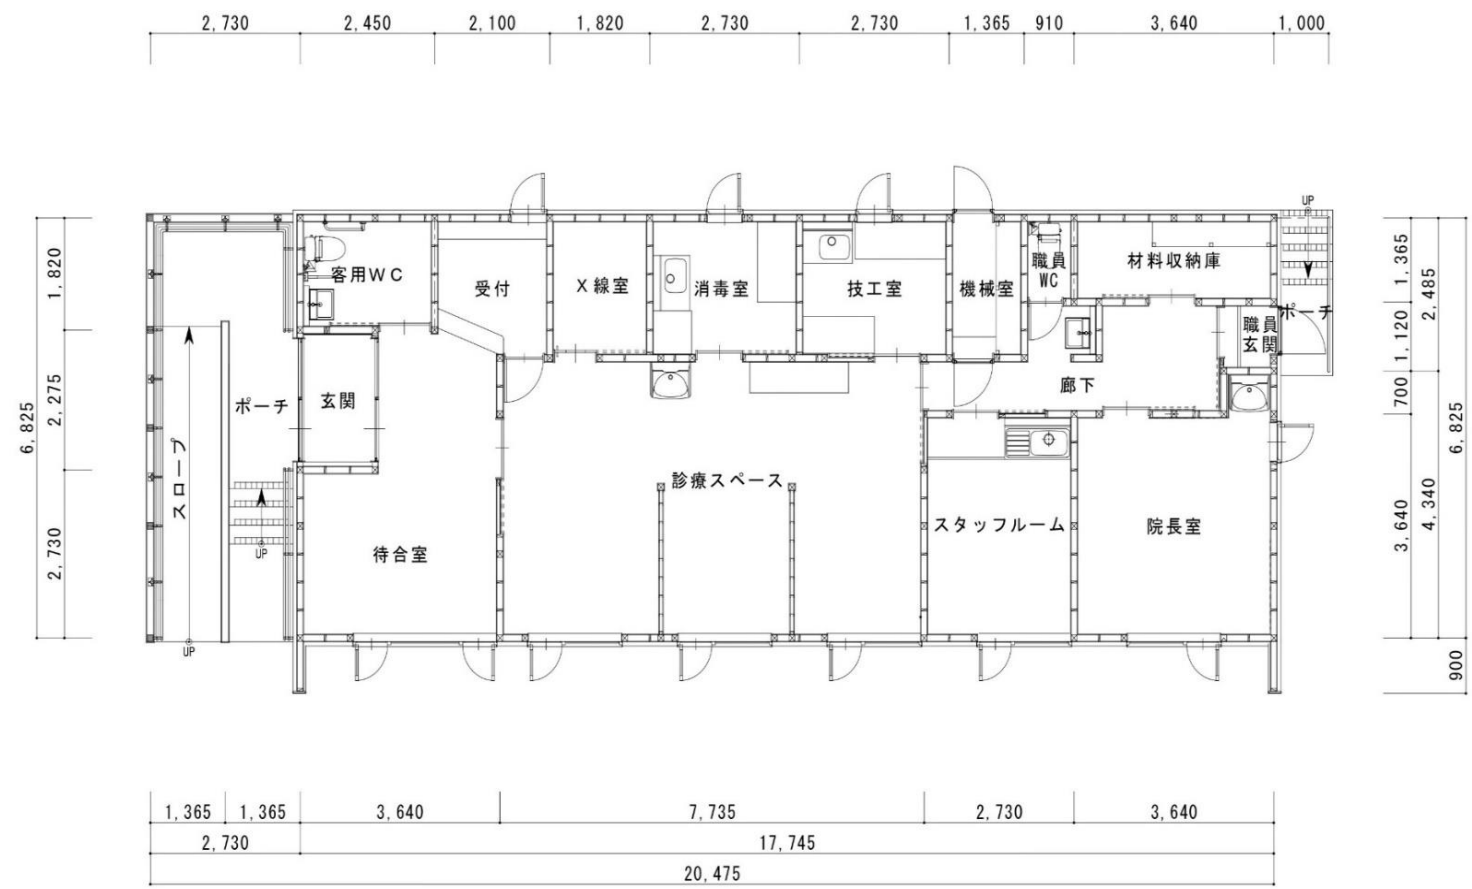 2,730 2,450 2,100 1,820 2,730 2,730 1,365 910 3,640 1,000
UP
客用WC
受付
X線室
消毒室
技工室
機械室
職員
WC
材料収納庫
ポーチ
職員
玄関
1,820
2,275
2,730
6,825
スロープ
ポーチ
玄関
廊下
診療スペース
スタッフルーム
院長室
待合室
UP
UP
1,365
1,120
700
3,640
2,485
4,340
6,825
900
1,365 1,365 3,640 7,735 2,730 3,640
2,730 17,745
20,475